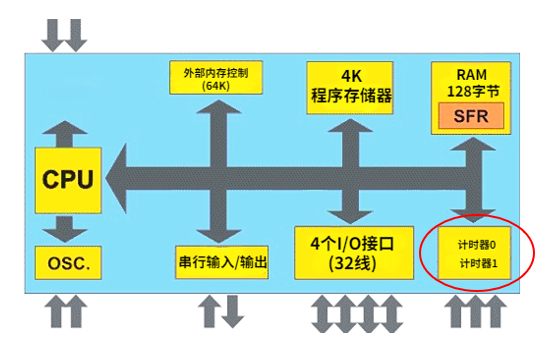 外部内存控制
(64K)
4K
程序存储器
RAM
128字节
SFR
CPU
OSC.
串行输入/输出
4个I/O接口
(32线)
计时器0
计时器1